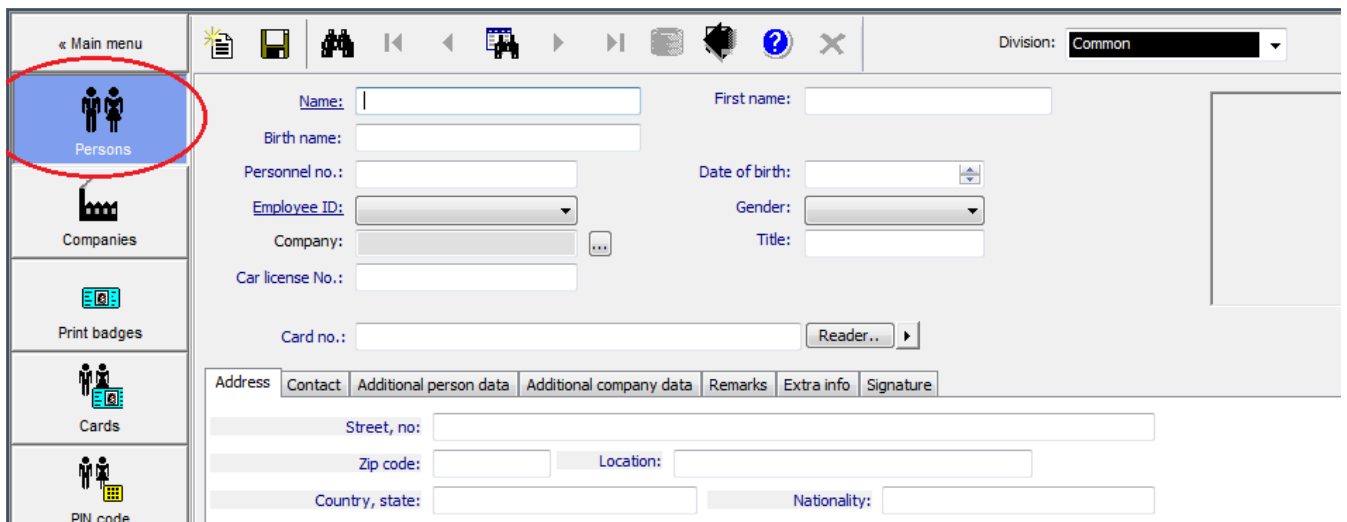 « Main menu
Division: Common
Persons
Name:
First name:
Birth name:
Personnel no.:
Date of birth:
Employee ID:
Gender:
Companies
Company:
...
Title:
Car license No.:
Print badges
Card no.:
Reader..
Address Contact Additional person data Additional company data Remarks Extra info Signature
Cards
Street, no:
Zip code:
Location:
Country, state:
Nationality:
PIN code